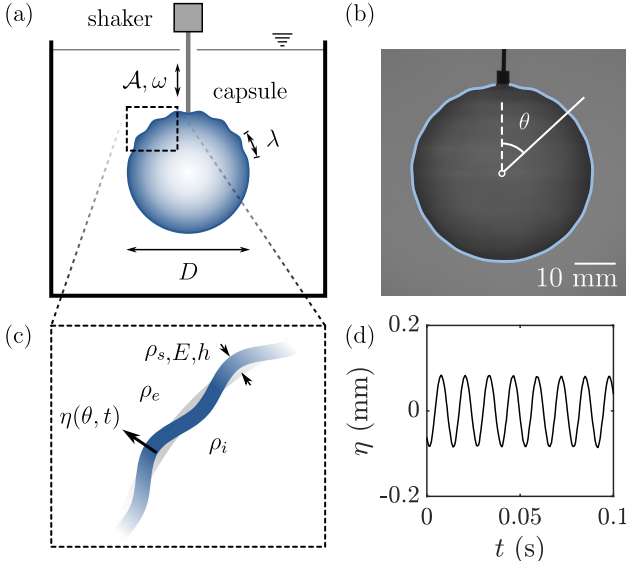 (a)
shaker
𝒜, ω
capsule
λ
D
(b)
θ
10 mm
(c)
ρs,E,h
ρe
η(θ, t)
ρi
(d)
0.2
0
-0.2
η (mm)
0
0.05
0.1
t (s)